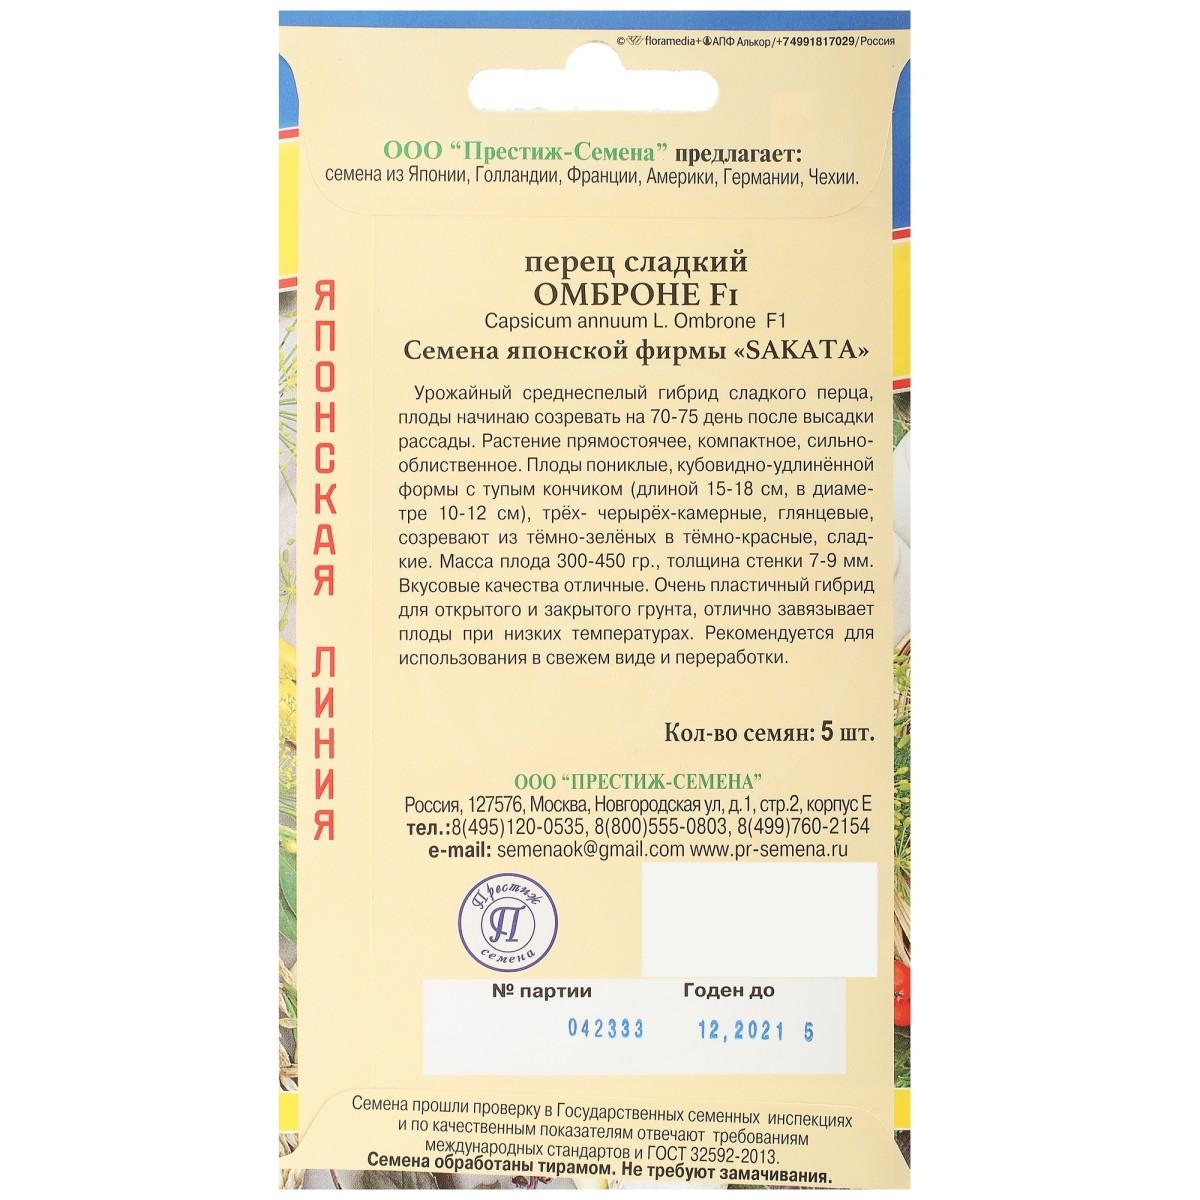 © floramedia+ АПФ Алькор/+74991817029/Россия
ООО "Престиж-Семена" предлагает:
семена из Японии, Голландии, Франции, Америки, Германии, Чехии.
ЯПОНСКАЯ ЛИНИЯ
перец сладкий
ОМБРОНЕ F1
Capsicum annuum L. Ombrone F1
Семена японской фирмы «SAKATA»
Урожайный среднеспелый гибрид сладкого перца,
плоды начинаю созревать на 70-75 день после высадки
рассады. Растение прямостоячее, компактное, сильно-
облиственное. Плоды пониклые, кубовидно-удлинённой
формы с тупым кончиком (длиной 15-18 см, в диаме-
тре 10-12 см), трёх- черырёх-камерные, глянцевые,
созревают из тёмно-зелёных в тёмно-красные, слад-
кие. Масса плода 300-450 гр., толщина стенки 7-9 мм.
Вкусовые качества отличные. Очень пластичный гибрид
для открытого и закрытого грунта, отлично завязывает
плоды при низких температурах. Рекомендуется для
использования в свежем виде и переработки.
Кол-во семян: 5 шт.
ООО "ПРЕСТИЖ-СЕМЕНА"
Россия, 127576, Москва, Новгородская ул, д.1, стр.2, корпус Е
тел.:8(495)120-0535, 8(800)555-0803, 8(499)760-2154
e-mail: semenaok@gmail.com www.pr-semena.ru
Престиж
П
семена
№ партии Годен до
042333 12,2021 5
Семена прошли проверку в Государственных семенных инспекциях
и по качественным показателям отвечают требованиям
международных стандартов и ГОСТ 32592-2013.
Семена обработаны тирамом. Не требуют замачивания.